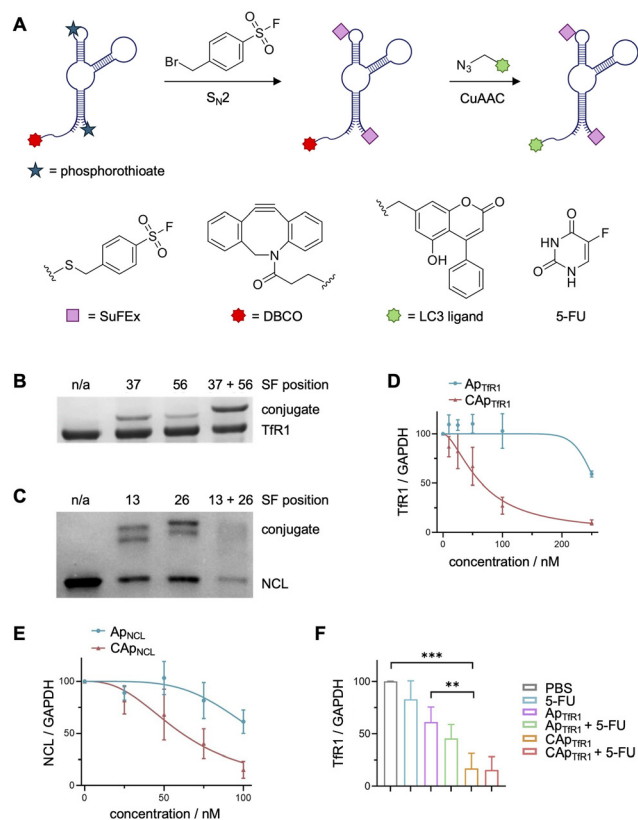 A
Br
O
S
F
O
SN2
N3
CuAAC
= phosphorothioate
S
O
S
F
O
N
O
O
O
OH
O
HN
F
O
N
H
= SuFEx
= DBCO
= LC3 ligand
5-FU
B
n/a 37 56 37 + 56 SF position
conjugate
TfR1
C
n/a 13 26 13 + 26 SF position
conjugate
NCL
D
ApTfR1
CApTfR1
TfR1 / GAPDH
100
75
50
25
0
0 100 200
concentration / nM
E
ApNCL
CApNCL
NCL / GAPDH
100
50
0
0 50 100
concentration / nM
F
TfR1 / GAPDH
100
50
0
***
**
PBS
5-FU
ApTfR1
ApTfR1 + 5-FU
CApTfR1
CApTfR1 + 5-FU